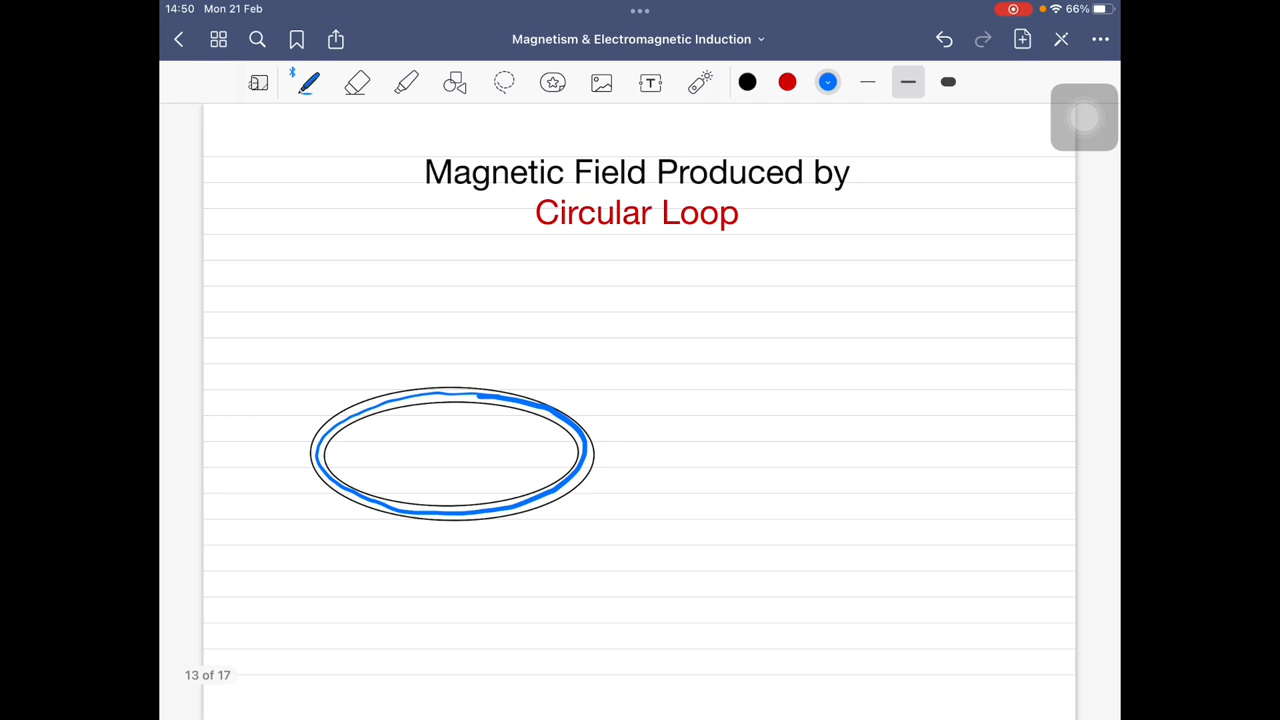 14:50 Mon 21 Feb
66%
Magnetism & Electromagnetic Induction
T
Magnetic Field Produced by
Circular Loop
13 of 17